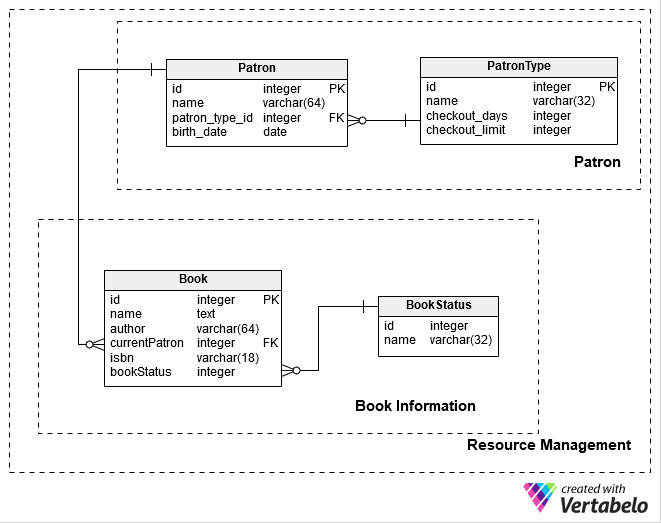 Patron
id integer PK
name varchar(64)
patron_type_id integer FK
birth_date date
PatronType
id integer PK
name varchar(32)
checkout_days integer
checkout_limit integer
Patron
Book
id integer PK
name text
author varchar(64)
currentPatron integer FK
isbn varchar(18)
bookStatus integer
BookStatus
id integer
name varchar(32)
Book Information
Resource Management
created with
Vertabelo